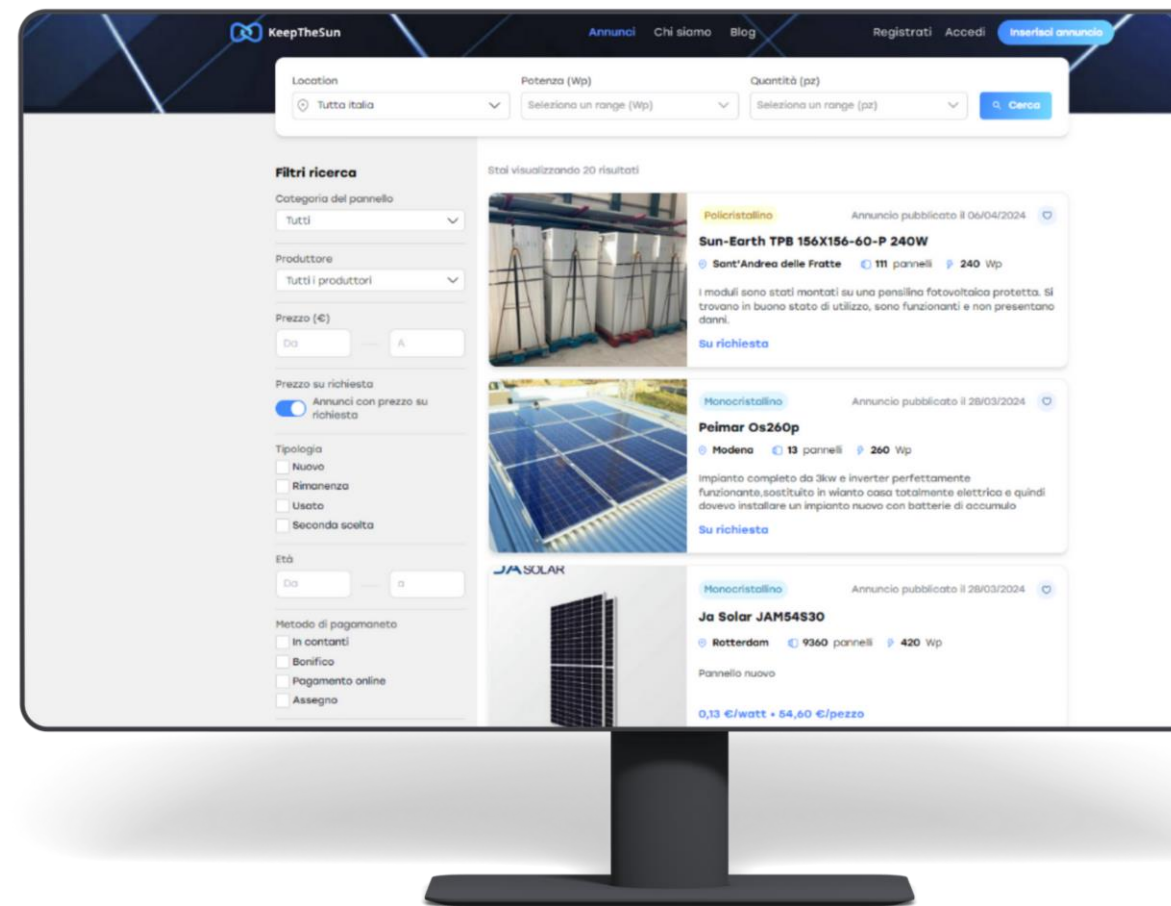 KeepTheSun
Annunci Chi siamo Blog Registrati Accedi Inserisci annuncio
Location Potenza (Wp) Quantità (pz)
Tutta italia Seleziona un range (Wp) Seleziona un range (pz) Cerca
Filtri ricerca
Categoria del pannello
Tutti
Produttore
Tutti i produttori
Prezzo (€)
Da A
Prezzo su richiesta
Annunci con prezzo su
richiesta
Tipologia
Nuovo
Rimanenza
Usato
Seconda scelta
Età
Da a
Metodo di pagamaneto
In contanti
Bonifico
Pagamento online
Assegno
Stai visualizzando 20 risultati
Policristallino Annuncio pubblicato il 06/04/2024
Sun-Earth TPB 156X156-60-P 240W
Sant'Andrea delle Fratte 111 pannelli 240 Wp
I moduli sono stati montati su una pensilina fotovoltaica protetta. Si
trovano in buono stato di utilizzo, sono funzionanti e non presentano
danni.
Su richiesta
Monocristallino Annuncio pubblicato il 28/03/2024
Peimar Os260p
Modena 13 pannelli 260 Wp
Impianto completo da 3kw e inverter perfettamente
funzionante,sostituito in wianto casa totalmente elettrica e quindi
dovevo installare un impianto nuovo con batterie di accumulo
Su richiesta
JA SOLAR
Monocristallino Annuncio pubblicato il 28/03/2024
Ja Solar JAM54S30
Rotterdam 9360 pannelli 420 Wp
Pannello nuovo
0,13 €/watt • 54,60 €/pezzo